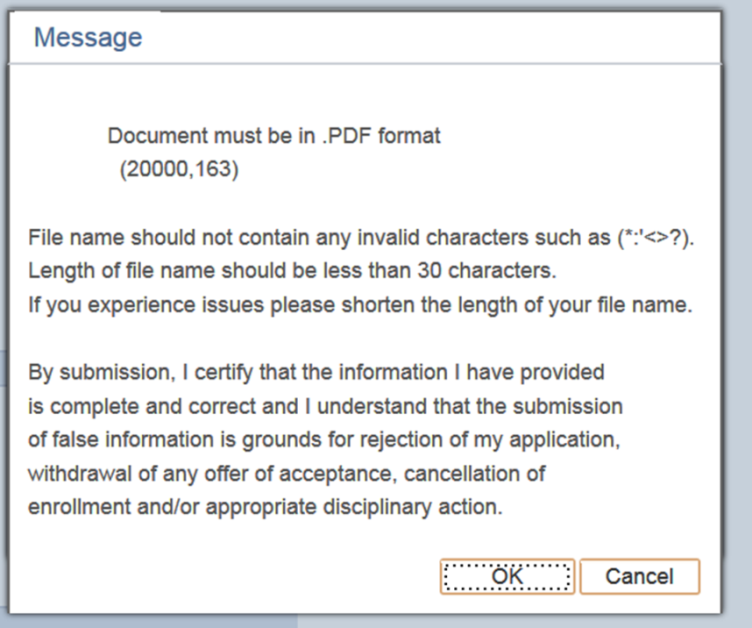 Message
Document must be in .PDF format
(20000,163)
File name should not contain any invalid characters such as (*:'<>?).
Length of file name should be less than 30 characters.
If you experience issues please shorten the length of your file name.
By submission, I certify that the information I have provided
is complete and correct and I understand that the submission
of false information is grounds for rejection of my application,
withdrawal of any offer of acceptance, cancellation of
enrollment and/or appropriate disciplinary action.
OK Cancel